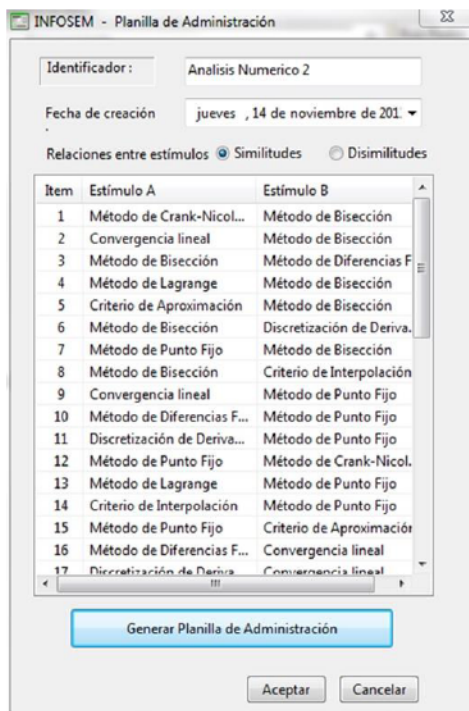 INFOSEM - Planilla de Administración
Identificador :
Analisis Numerico 2
Fecha de creación
jueves , 14 de noviembre de 201
.
Relaciones entre estímulos Similitudes Disimilitudes
Item Estímulo A Estímulo B
1 Método de Crank-Nicol... Método de Bisección
2 Convergencia lineal Método de Bisección
3 Método de Bisección Método de Diferencias F
4 Método de Lagrange Método de Bisección
5 Criterio de Aproximación Método de Bisección
6 Método de Bisección Discretización de Deriva.
7 Método de Punto Fijo Método de Bisección
8 Método de Bisección Criterio de Interpolación
9 Convergencia lineal Método de Punto Fijo
10 Método de Diferencias F... Método de Punto Fijo
11 Discretización de Deriva... Método de Punto Fijo
12 Método de Punto Fijo Método de Crank-Nicol.
13 Método de Lagrange Método de Punto Fijo
14 Criterio de Interpolación Método de Punto Fijo
15 Método de Punto Fijo Criterio de Aproximación
16 Método de Diferencias F... Convergencia lineal
17 Discretización de Deriva Convergencia lineal
Generar Planilla de Administración
Aceptar Cancelar